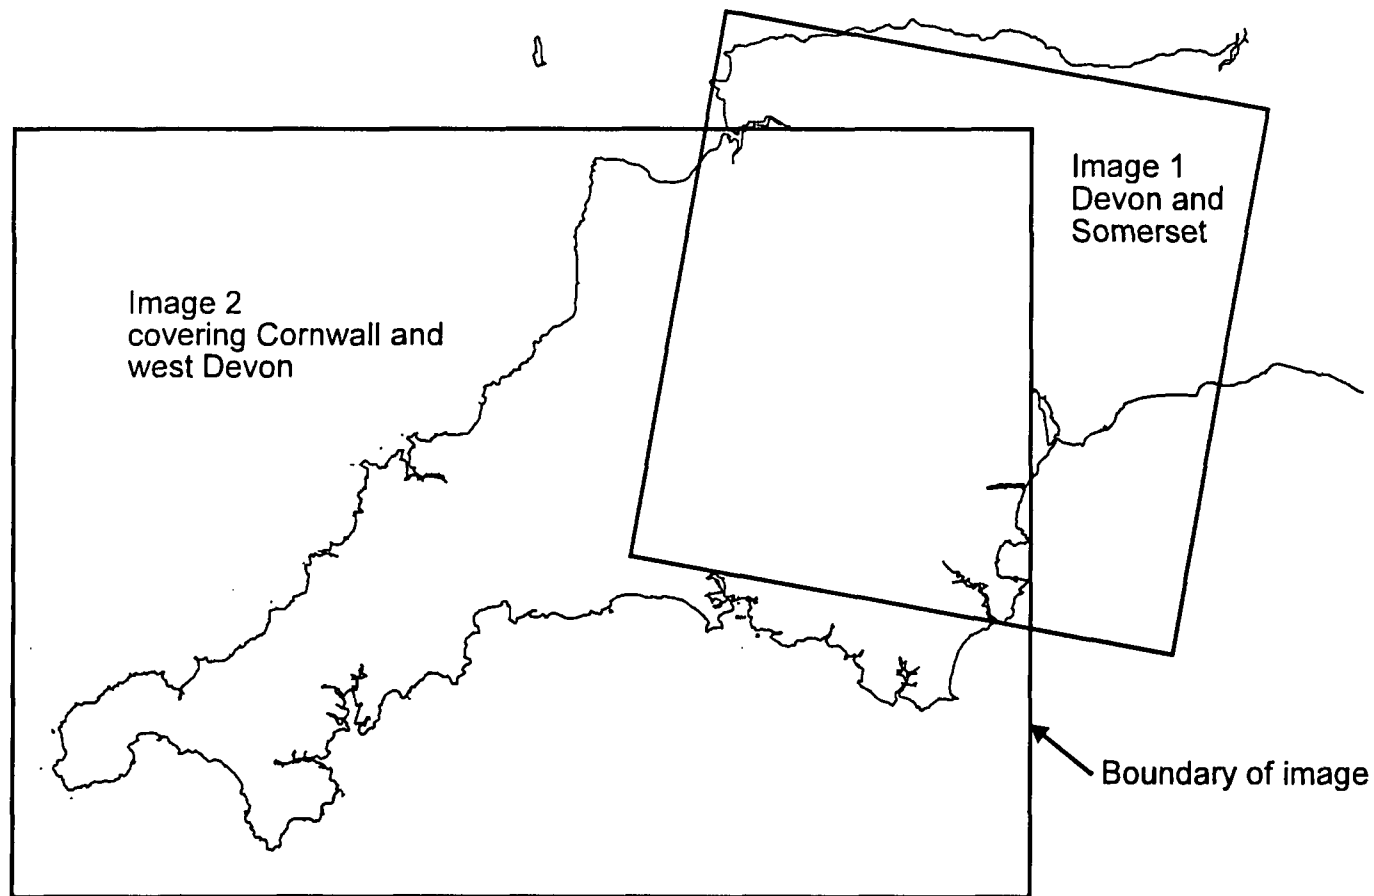 Image 1
Devon and
Somerset
Image 2
covering Cornwall and
west Devon
Boundary of image